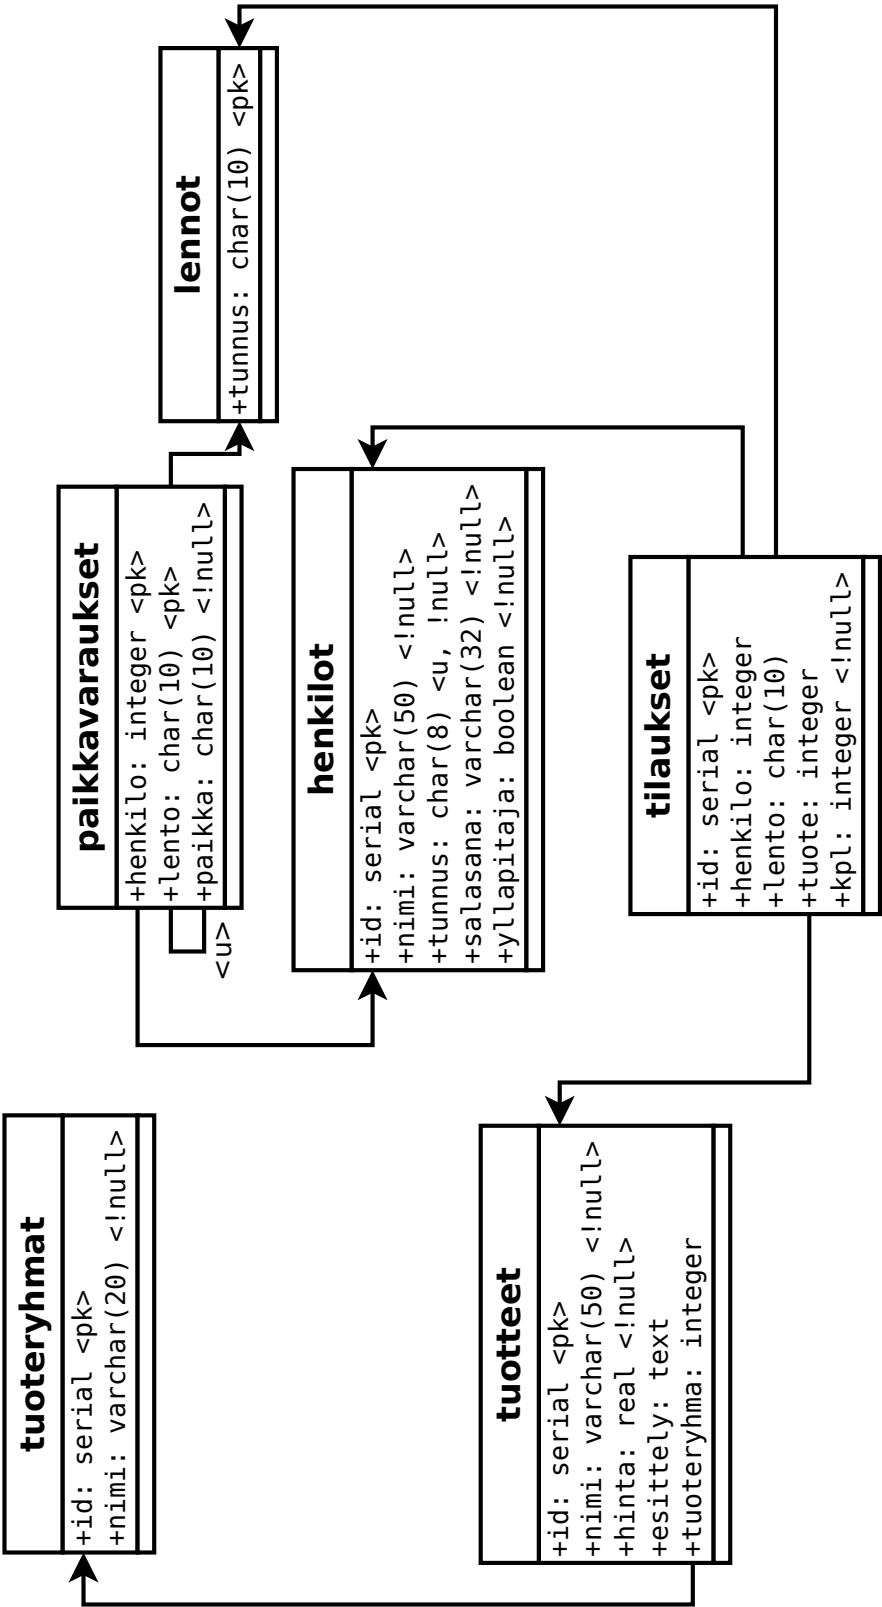 tuoteryhmat
+id: serial <pk>
+nimi: varchar(20) <!null>
paikkavaraukset
+henkilo: integer <pk>
+lento: char(10) <pk>
+paikka: char(10) <!null>
<u>
lennot
+tunnus: char(10) <pk>
henkilot
+id: serial <pk>
+nimi: varchar(50) <!null>
+tunnus: char(8) <u, !null>
+salasana: varchar(32) <!null>
+yllapitaja: boolean <!null>
tuotteet
+id: serial <pk>
+nimi: varchar(50) <!null>
+hinta: real <!null>
+esittely: text
+tuoteryhma: integer
tilaukset
+id: serial <pk>
+henkilo: integer
+lento: char(10)
+tuote: integer
+kpl: integer <!null>